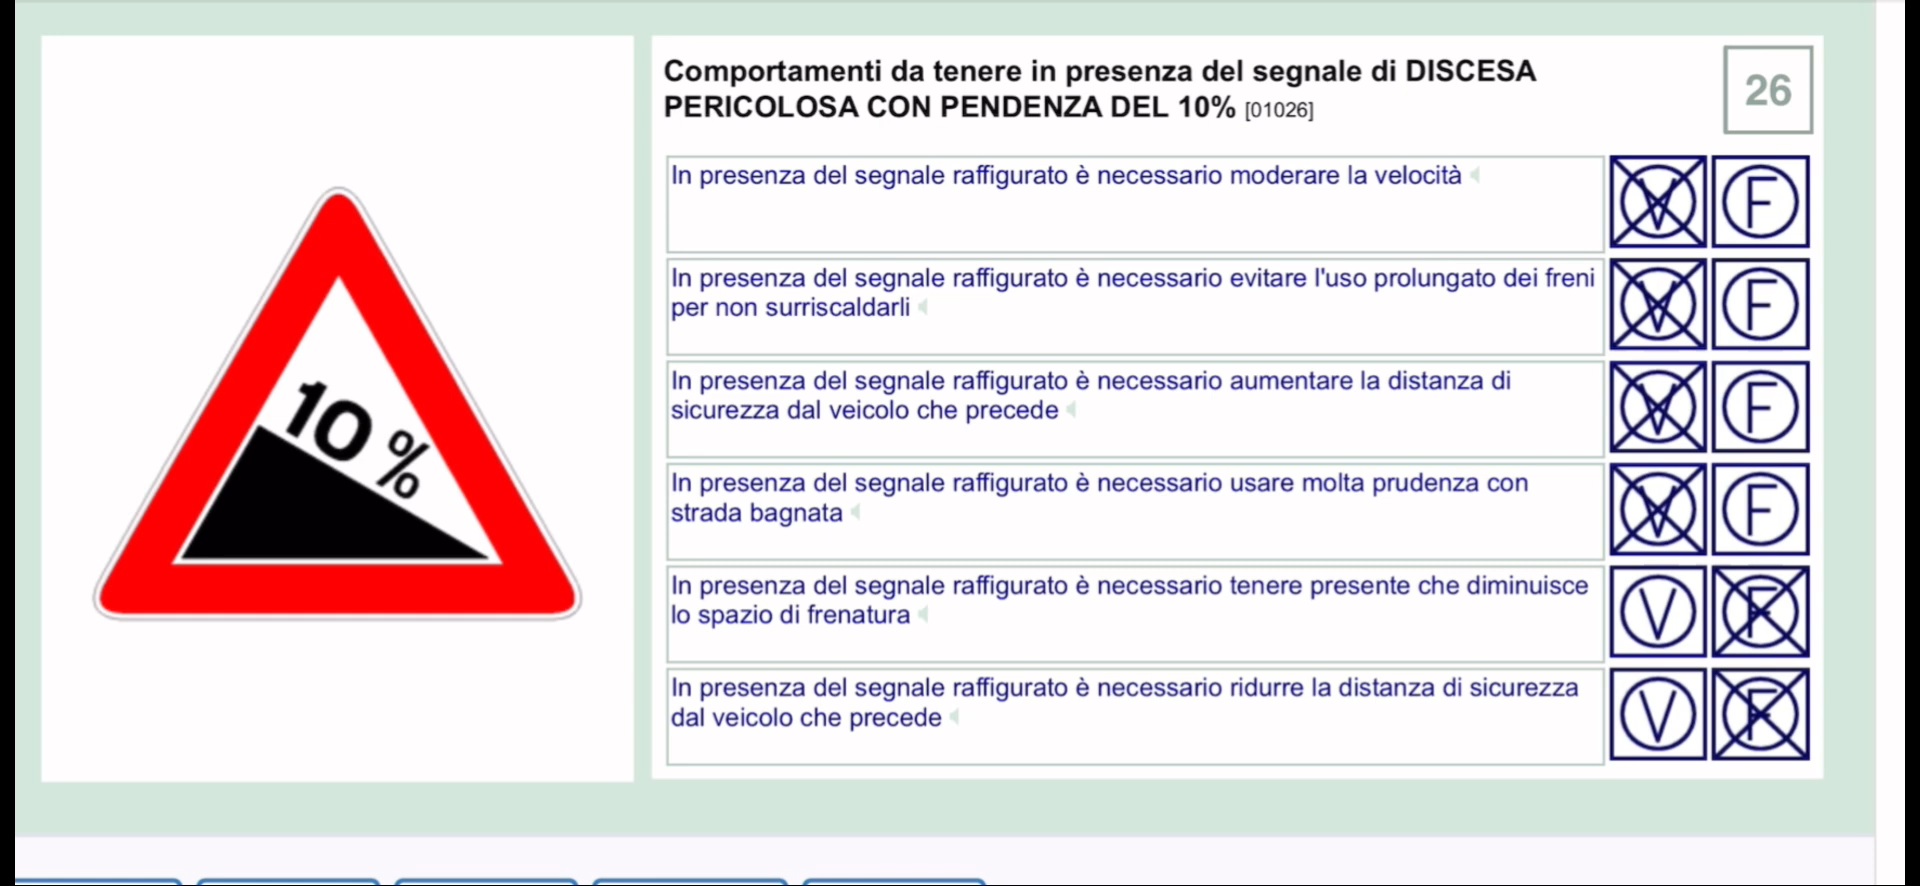 10 %
Comportamenti da tenere in presenza del segnale di DISCESA
PERICOLOSA CON PENDENZA DEL 10% [01026]
26
In presenza del segnale raffigurato è necessario moderare la velocità
V F
In presenza del segnale raffigurato è necessario evitare l'uso prolungato dei freni
per non surriscaldarli
V F
In presenza del segnale raffigurato è necessario aumentare la distanza di
sicurezza dal veicolo che precede
V F
In presenza del segnale raffigurato è necessario usare molta prudenza con
strada bagnata
V F
In presenza del segnale raffigurato è necessario tenere presente che diminuisce
lo spazio di frenatura
V F
In presenza del segnale raffigurato è necessario ridurre la distanza di sicurezza
dal veicolo che precede
V F